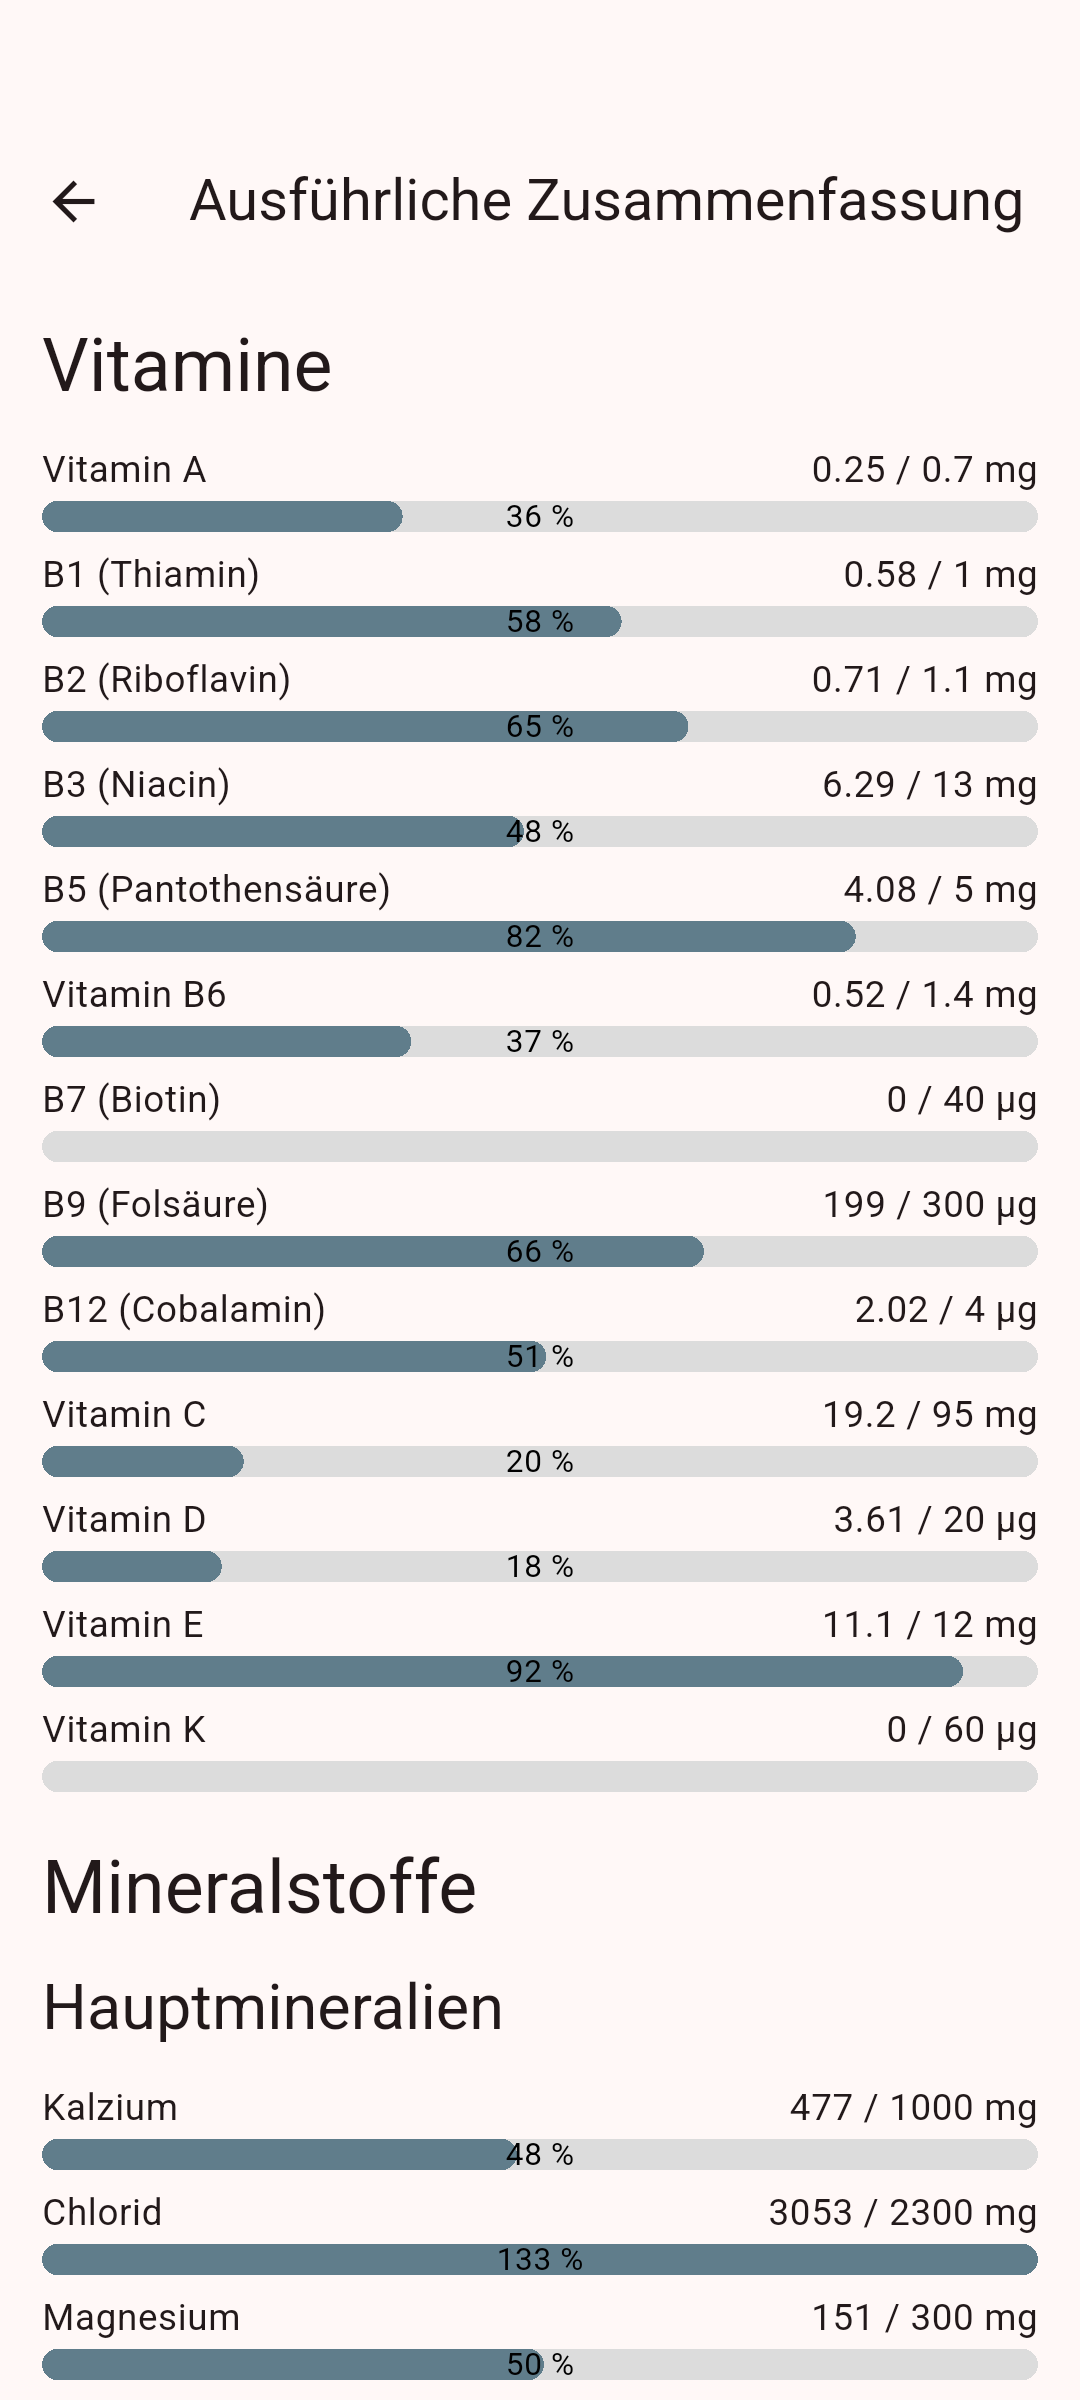 Ausführliche Zusammenfassung
Vitamine
Vitamin A 0.25 / 0.7 mg
36 %
B1 (Thiamin) 0.58 / 1 mg
58 %
B2 (Riboflavin) 0.71 / 1.1 mg
65 %
B3 (Niacin) 6.29 / 13 mg
48 %
B5 (Pantothensäure) 4.08 / 5 mg
82 %
Vitamin B6 0.52 / 1.4 mg
37 %
B7 (Biotin) 0 / 40 µg
B9 (Folsäure) 199 / 300 µg
66 %
B12 (Cobalamin) 2.02 / 4 µg
51 %
Vitamin C 19.2 / 95 mg
20 %
Vitamin D 3.61 / 20 µg
18 %
Vitamin E 11.1 / 12 mg
92 %
Vitamin K 0 / 60 µg
Mineralstoffe
Hauptmineralien
Kalzium 477 / 1000 mg
48 %
Chlorid 3053 / 2300 mg
133 %
Magnesium 151 / 300 mg
50 %